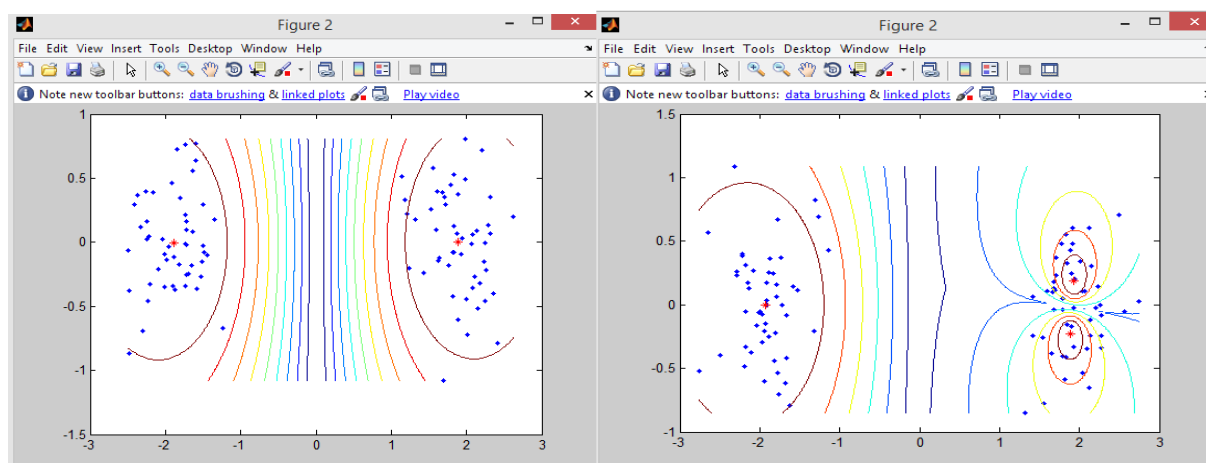 Figure 2
File Edit View Insert Tools Desktop Window Help
Note new toolbar buttons: data brushing & linked plots Play video
1
0.5
0
-0.5
-1
-1.5
-3 -2 -1 0 1 2 3
Figure 2
File Edit View Insert Tools Desktop Window Help
Note new toolbar buttons: data brushing & linked plots Play video
1.5
1
0.5
0
-0.5
-1
-3 -2 -1 0 1 2 3